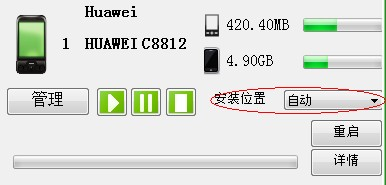 Huawei
1 HUAWEI C8812
420.40MB
4.90GB
管理
安装位置 自动
重启
详情